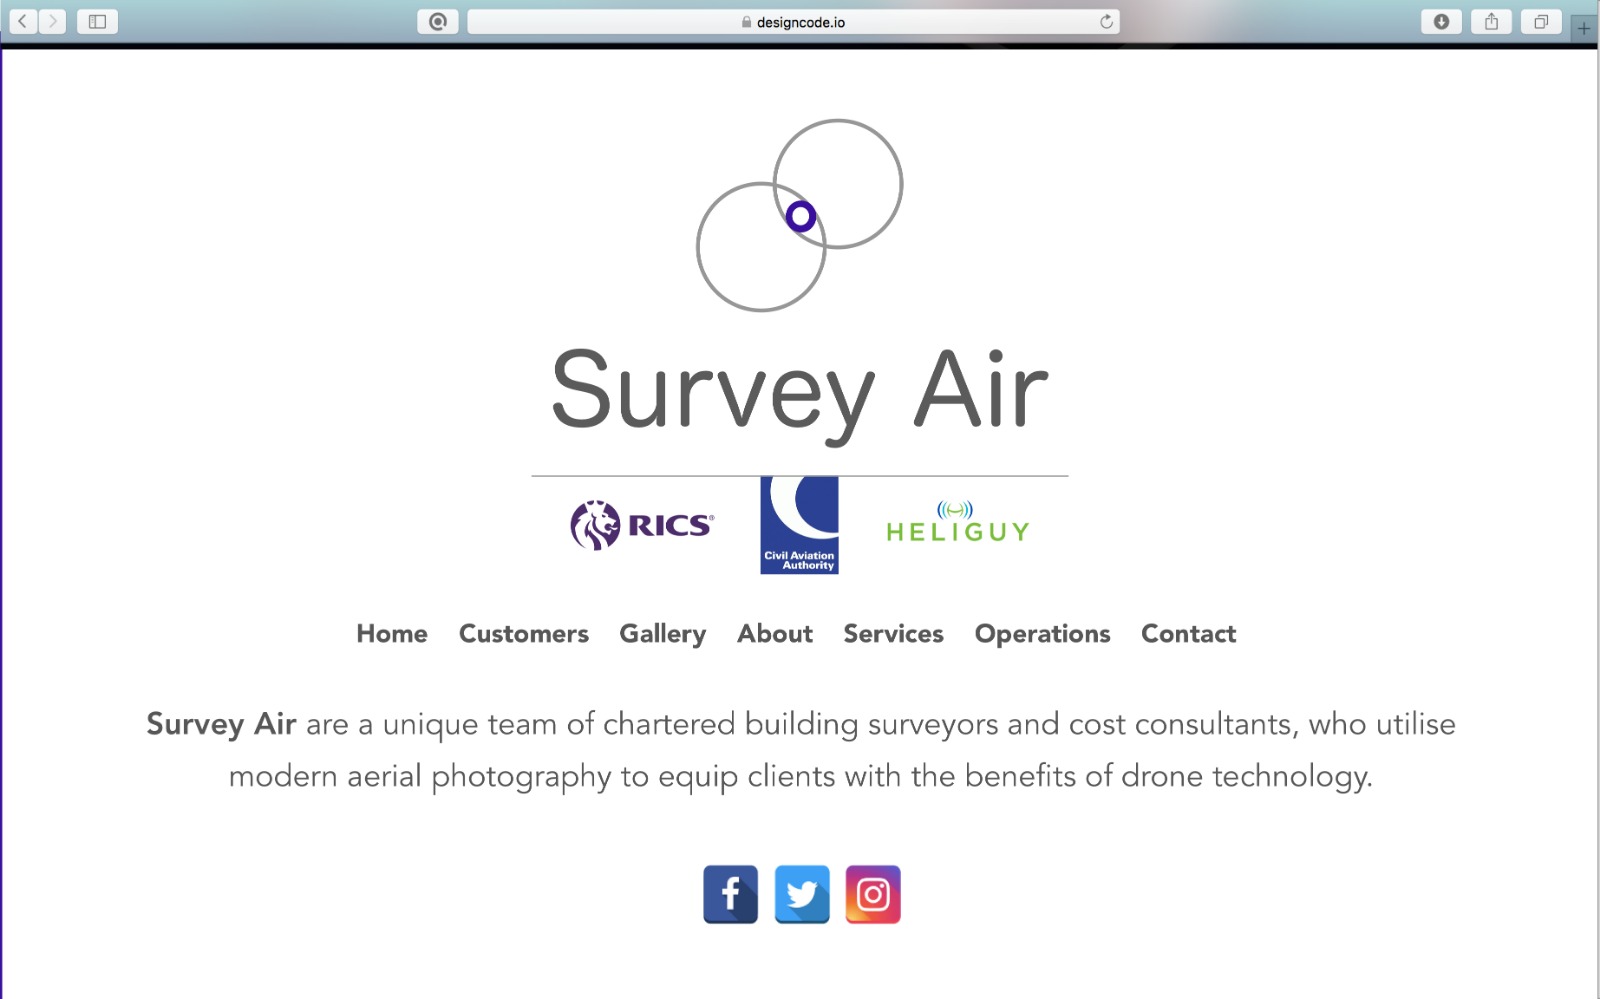 designcode.io
Survey Air
RICS®
Civil Aviation
Authority
HELIGUY
Home Customers Gallery About Services Operations Contact
Survey Air are a unique team of chartered building surveyors and cost consultants, who utilise
modern aerial photography to equip clients with the benefits of drone technology.